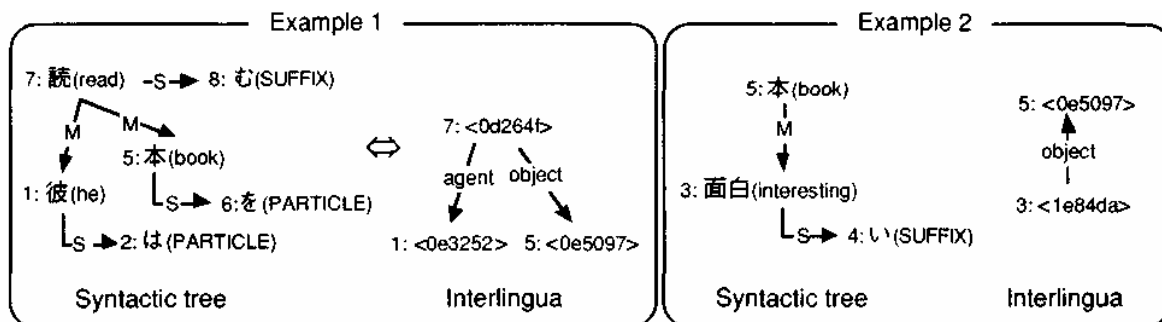 Example 1
7: 読(read) -S→ 8: む(SUFFIX)
M M
5: 本(book)
1: 彼(he)
S→ 6:を(PARTICLE)
S→ 2: は(PARTICLE)
Syntactic tree
⇔
7: <0d264f>
agent object
1: <0e3252> 5: <0e5097>
Interlingua
Example 2
5: 本(book)
M
3: 面白(interesting)
S→ 4: い(SUFFIX)
Syntactic tree
5: <0e5097>
object
3: <1e84da>
Interlingua